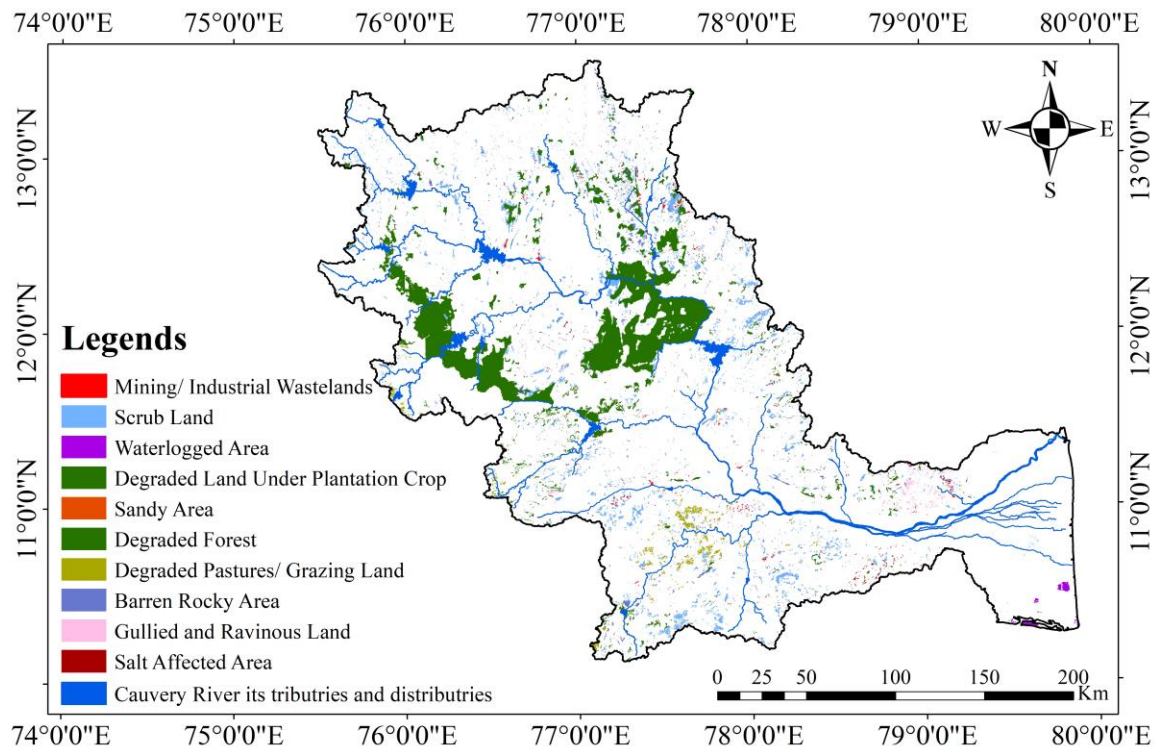 74°0'0"E 75°0'0"E 76°0'0"E 77°0'0"E 78°0'0"E 79°0'0"E 80°0'0"E
N
W E
S
13°0'0"N 13°0'0"N
12°0'0"N 12°0'0"N
11°0'0"N 11°0'0"N
Legends
Mining/ Industrial Wastelands
Scrub Land
Waterlogged Area
Degraded Land Under Plantation Crop
Sandy Area
Degraded Forest
Degraded Pastures/ Grazing Land
Barren Rocky Area
Gullied and Ravinous Land
Salt Affected Area
Cauvery River its tributries and distributries
0 25 50 100 150 200
Km
74°0'0"E 75°0'0"E 76°0'0"E 77°0'0"E 78°0'0"E 79°0'0"E 80°0'0"E